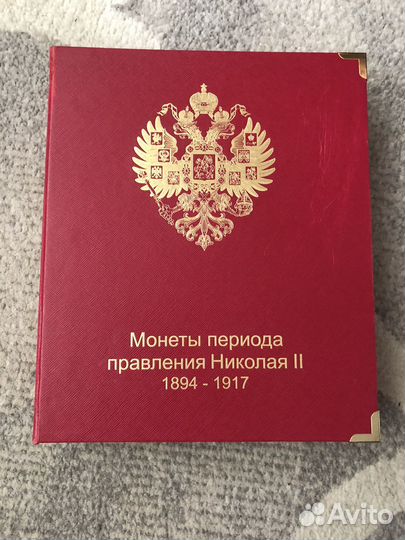 Монеты периода
правления Николая II
1894 - 1917
Avito